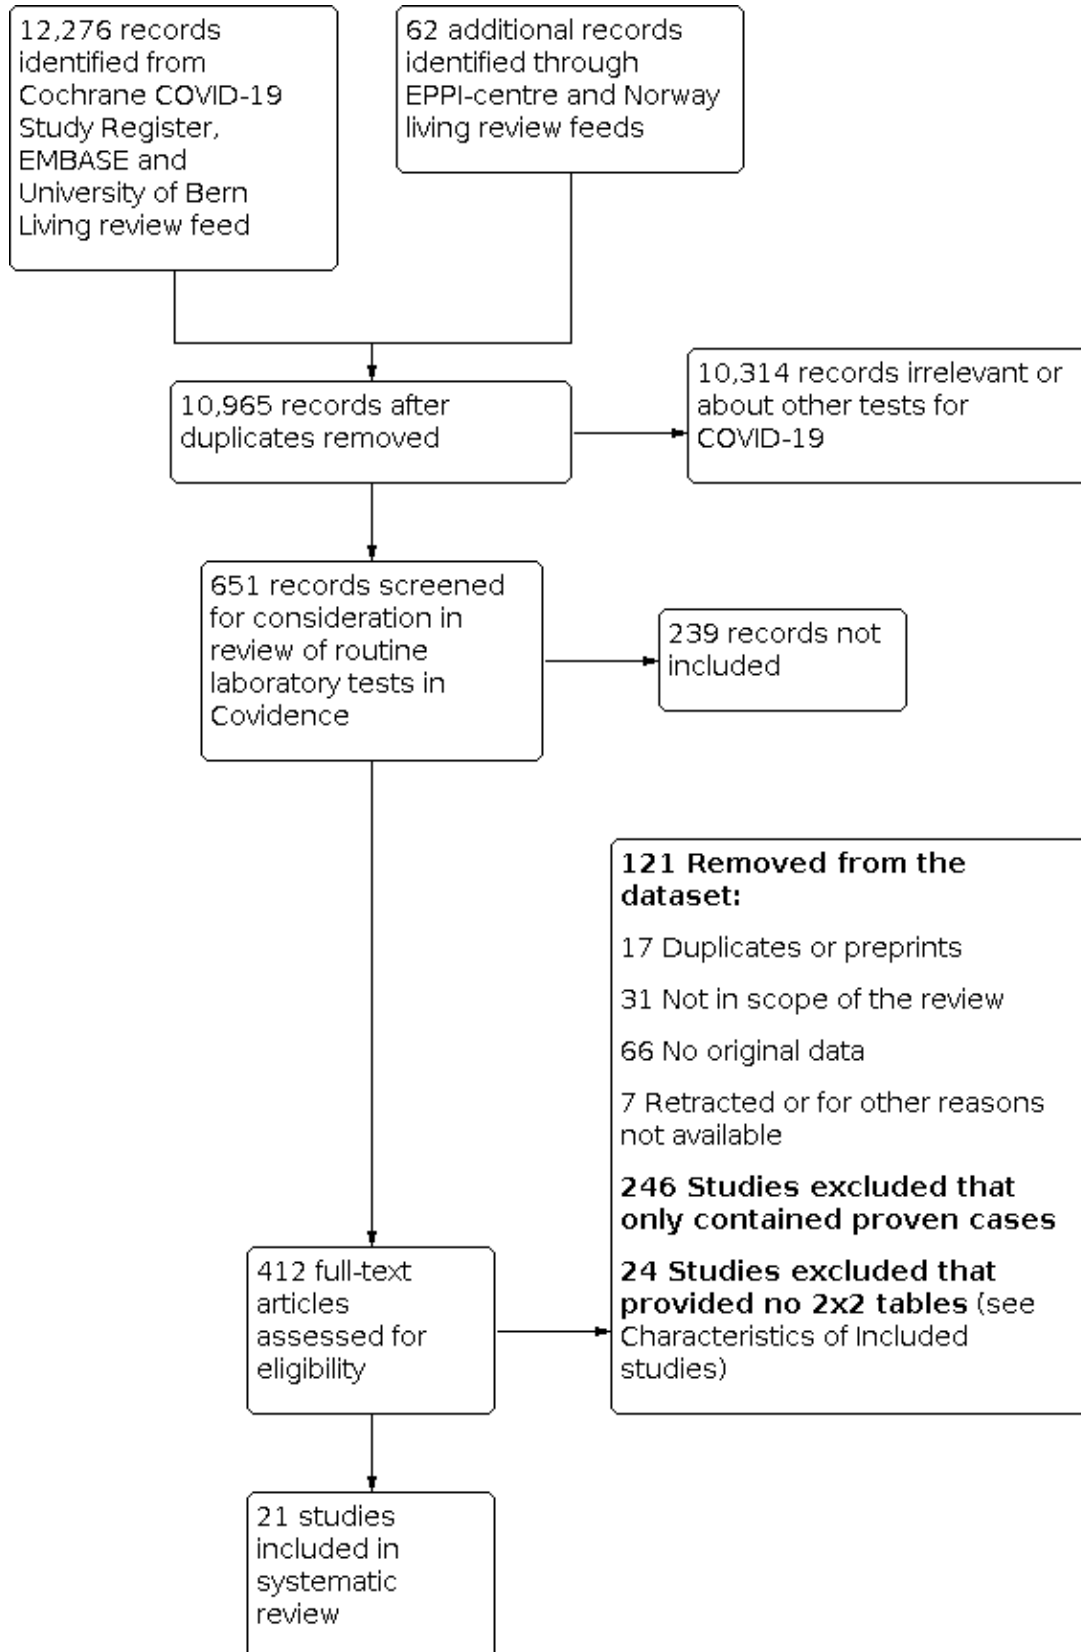 12,276 records
identified from
Cochrane COVID-19
Study Register,
EMBASE and
University of Bern
Living review feed
62 additional records
identified through
EPPI-centre and Norway
living review feeds
10,965 records after
duplicates removed
10,314 records irrelevant or
about other tests for
COVID-19
651 records screened
for consideration in
review of routine
laboratory tests in
Covidence
239 records not
included
412 full-text
articles
assessed for
eligibility
121 Removed from the
dataset:
17 Duplicates or preprints
31 Not in scope of the review
66 No original data
7 Retracted or for other reasons
not available
246 Studies excluded that
only contained proven cases
24 Studies excluded that
provided no 2x2 tables (see
Characteristics of Included
studies)
21 studies
included in
systematic
review